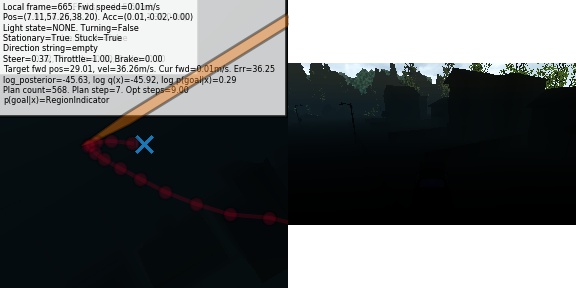 Local frame=665: Fwd speed=0.01m/s
Pos=(7.11,57.26,38.20). Acc=(0.01,-0.02,-0.00)
Light state=NONE. Turning=False
Stationary=True: Stuck=True
Direction string=empty
Steer=0.37, Throttle=1.00, Brake=0.00
Target fwd pos=29.01, vel=36.26m/s. Cur fwd=0.01m/s. Err=36.25
log_posterior=-45.63, log q(x)=-45.92, log p(goal|x)=0.29
Plan count=568. Plan step=7. Opt steps=9.00
p(goal|x)=RegionIndicator